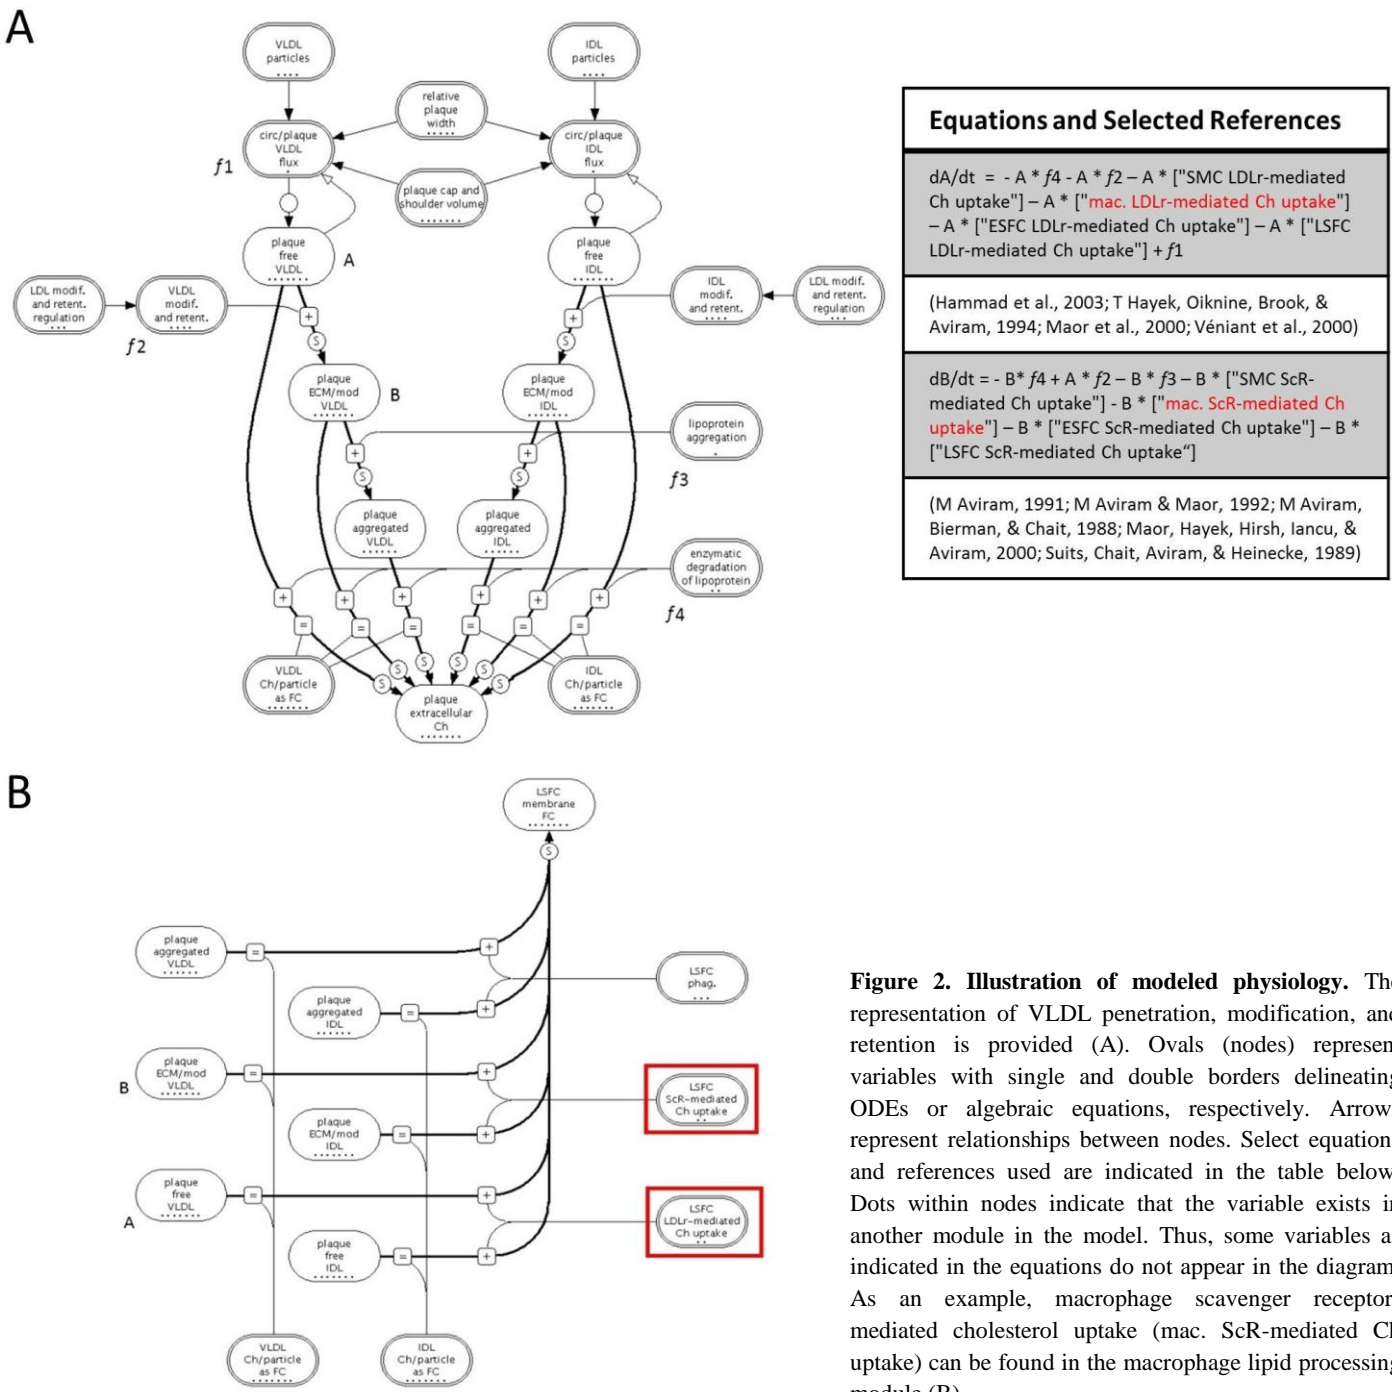 A
VLDL
particles
....
IDL
particles
....
relative
plaque
width
.....
circ/plaque
VLDL
flux
.
circ/plaque
IDL
flux
.
f1
plaque cap and
shoulder volume
........
plaque
free
VLDL
.......
A
plaque
free
IDL
.......
LDL modif.
and retent.
regulation
...
VLDL
modif.
and retent.
....
f2
IDL
modif.
and retent.
....
LDL modif.
and retent.
regulation
...
+
S
+
S
plaque
ECM/mod
VLDL
.......
B
plaque
ECM/mod
IDL
.......
lipoprotein
aggregation
.
f3
+
S
+
S
plaque
aggregated
VLDL
......
plaque
aggregated
IDL
......
enzymatic
degradation
of lipoprotein
..
f4
+ + + + + +
= = = = = =
VLDL
Ch/particle
as FC
.......
IDL
Ch/particle
as FC
.......
S S S S S S
plaque
extracellular
Ch
.......
Equations and Selected References
dA/dt = - A * f4 - A * f2 – A * ["SMC LDLr-mediated
Ch uptake"] – A * ["mac. LDLr-mediated Ch uptake"]
– A * ["ESFC LDLr-mediated Ch uptake"] – A * ["LSFC
LDLr-mediated Ch uptake"] + f1
(Hammad et al., 2003; T Hayek, Oiknine, Brook, &
Aviram, 1994; Maor et al., 2000; Véniant et al., 2000)
dB/dt = - B* f4 + A * f2 – B * f3 – B * ["SMC ScR-
mediated Ch uptake"] - B * ["mac. ScR-mediated Ch
uptake"] – B * ["ESFC ScR-mediated Ch uptake"] – B *
["LSFC ScR-mediated Ch uptake“]
(M Aviram, 1991; M Aviram & Maor, 1992; M Aviram,
Bierman, & Chait, 1988; Maor, Hayek, Hirsh, Iancu, &
Aviram, 2000; Suits, Chait, Aviram, & Heinecke, 1989)
B
LSFC
membrane
FC
.......
S
plaque
aggregated
VLDL
......
=
+
LSFC
phag.
...
plaque
aggregated
IDL
......
=
+
plaque
ECM/mod
VLDL
.......
B
=
+
LSFC
ScR-mediated
Ch uptake
..
plaque
ECM/mod
IDL
.......
=
+
plaque
free
VLDL
.......
A
=
+
LSFC
LDLr-mediated
Ch uptake
..
plaque
free
IDL
.......
=
+
VLDL
Ch/particle
as FC
.......
IDL
Ch/particle
as FC
.......
Figure 2. Illustration of modeled physiology. The
representation of VLDL penetration, modification, and
retention is provided (A). Ovals (nodes) represen
variables with single and double borders delineating
ODEs or algebraic equations, respectively. Arrow
represent relationships between nodes. Select equation
and references used are indicated in the table below
Dots within nodes indicate that the variable exists in
another module in the model. Thus, some variables a
indicated in the equations do not appear in the diagram
As an example, macrophage scavenger receptor
mediated cholesterol uptake (mac. ScR-mediated Ch
uptake) can be found in the macrophage lipid processing
module (B)